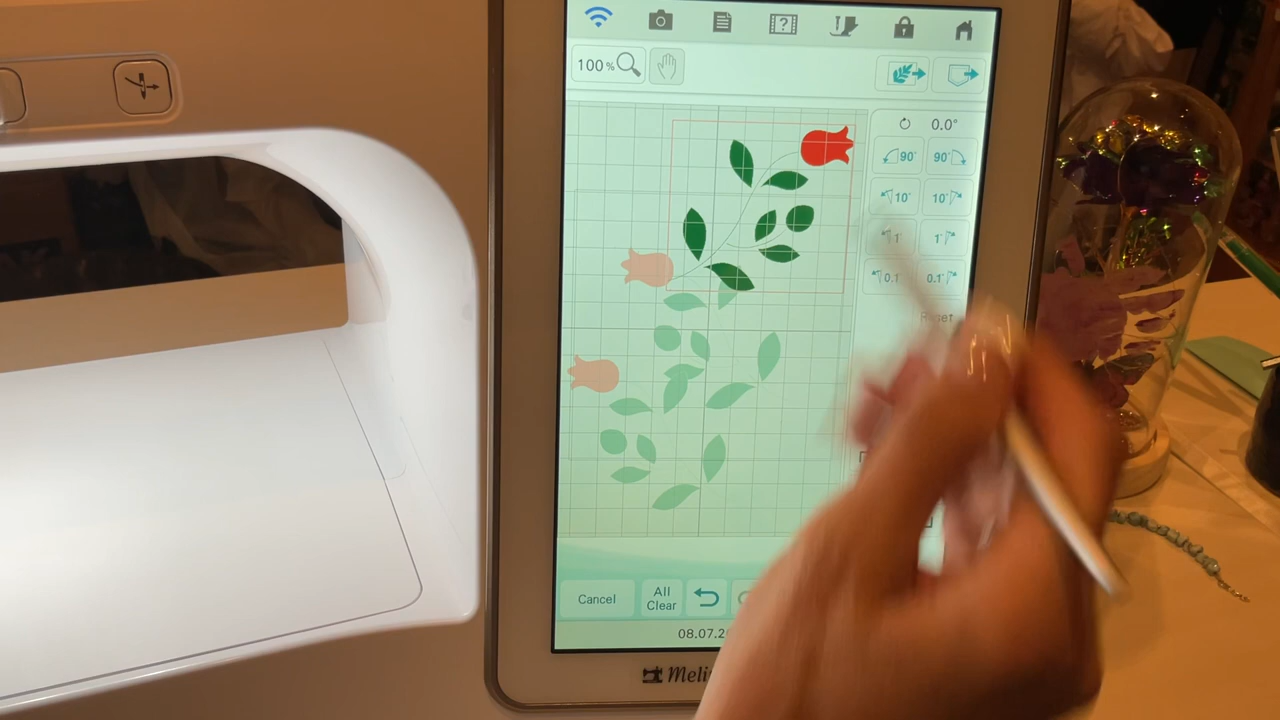 100 %
0.0°
90° 90°
10° 10°
1° 1°
0.1° 0.1°
Reset
Cancel
All
Clear
08.07.2
Meli